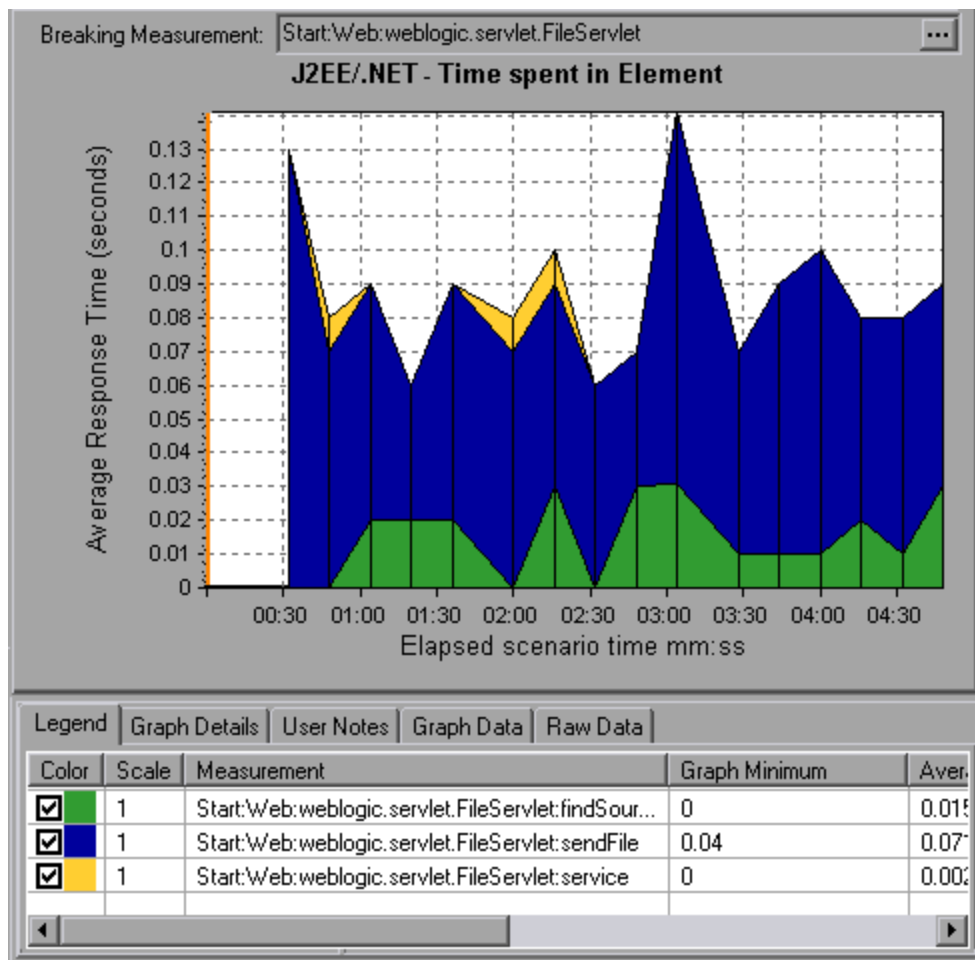 Breaking Measurement: Start:Web:weblogic.servlet.FileServlet ...
J2EE/.NET - Time spent in Element
Average Response Time (seconds)
0.13
0.12
0.11
0.1
0.09
0.08
0.07
0.06
0.05
0.04
0.03
0.02
0.01
0
00:30 01:00 01:30 02:00 02:30 03:00 03:30 04:00 04:30
Elapsed scenario time mm:ss
Legend Graph Details User Notes Graph Data Raw Data
Color Scale Measurement Graph Minimum
1 Start:Web:weblogic.servlet.FileServlet:findSour... 0
1 Start:Web:weblogic.servlet.FileServlet:sendFile 0.04
1 Start:Web:weblogic.servlet.FileServlet:service 0